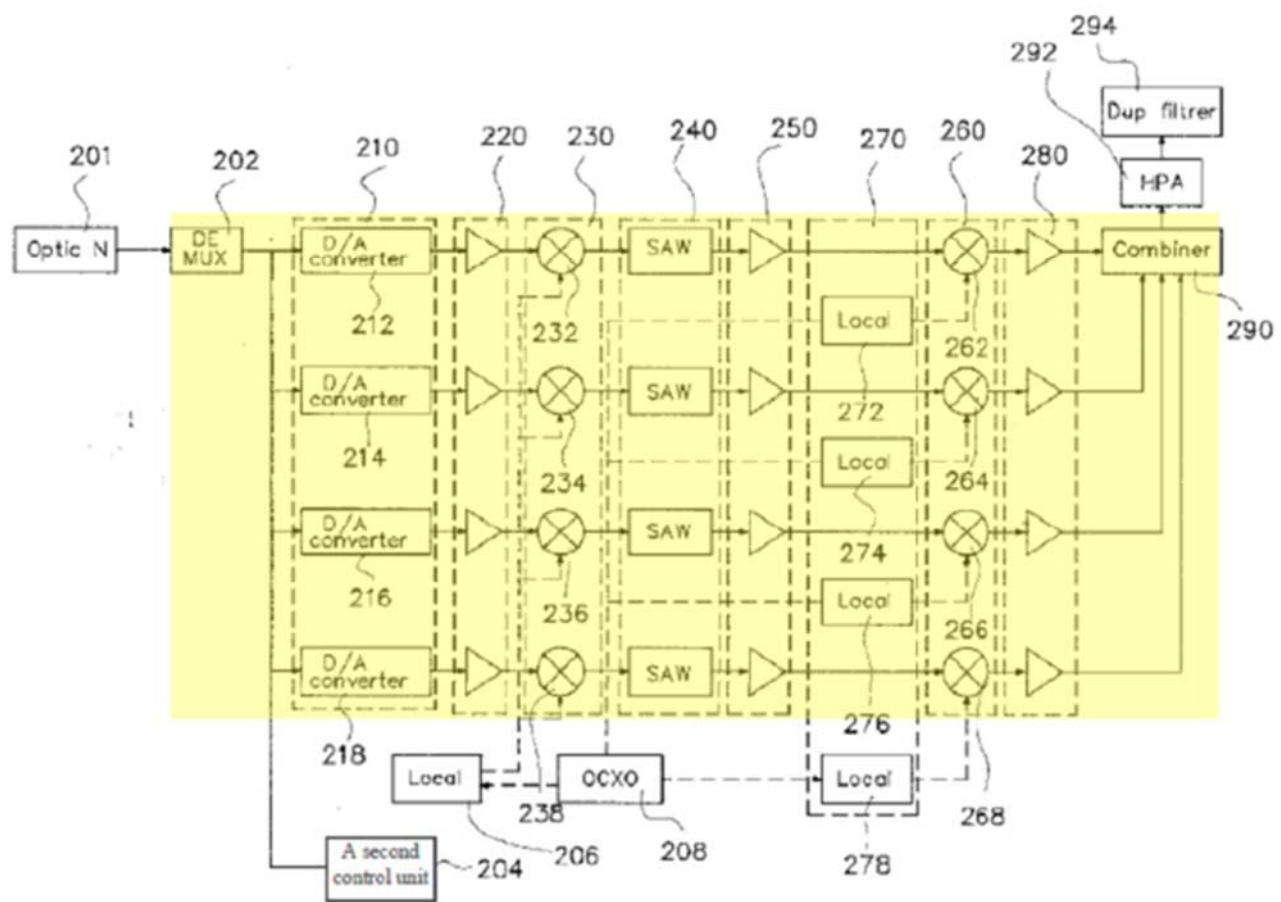 294
292
Dup filtrer
201
202
210
220
230
240
250
270
260
280
HPA
Optic N
DE
MUX
D/A
converter
SAW
Combiner
212
232
Local
262
290
D/A
converter
SAW
272
214
234
Local
264
D/A
converter
SAW
274
216
236
Local
266
D/A
converter
SAW
276
218
Local
238
OCXO
Local
268
206
208
278
A second
control unit
204